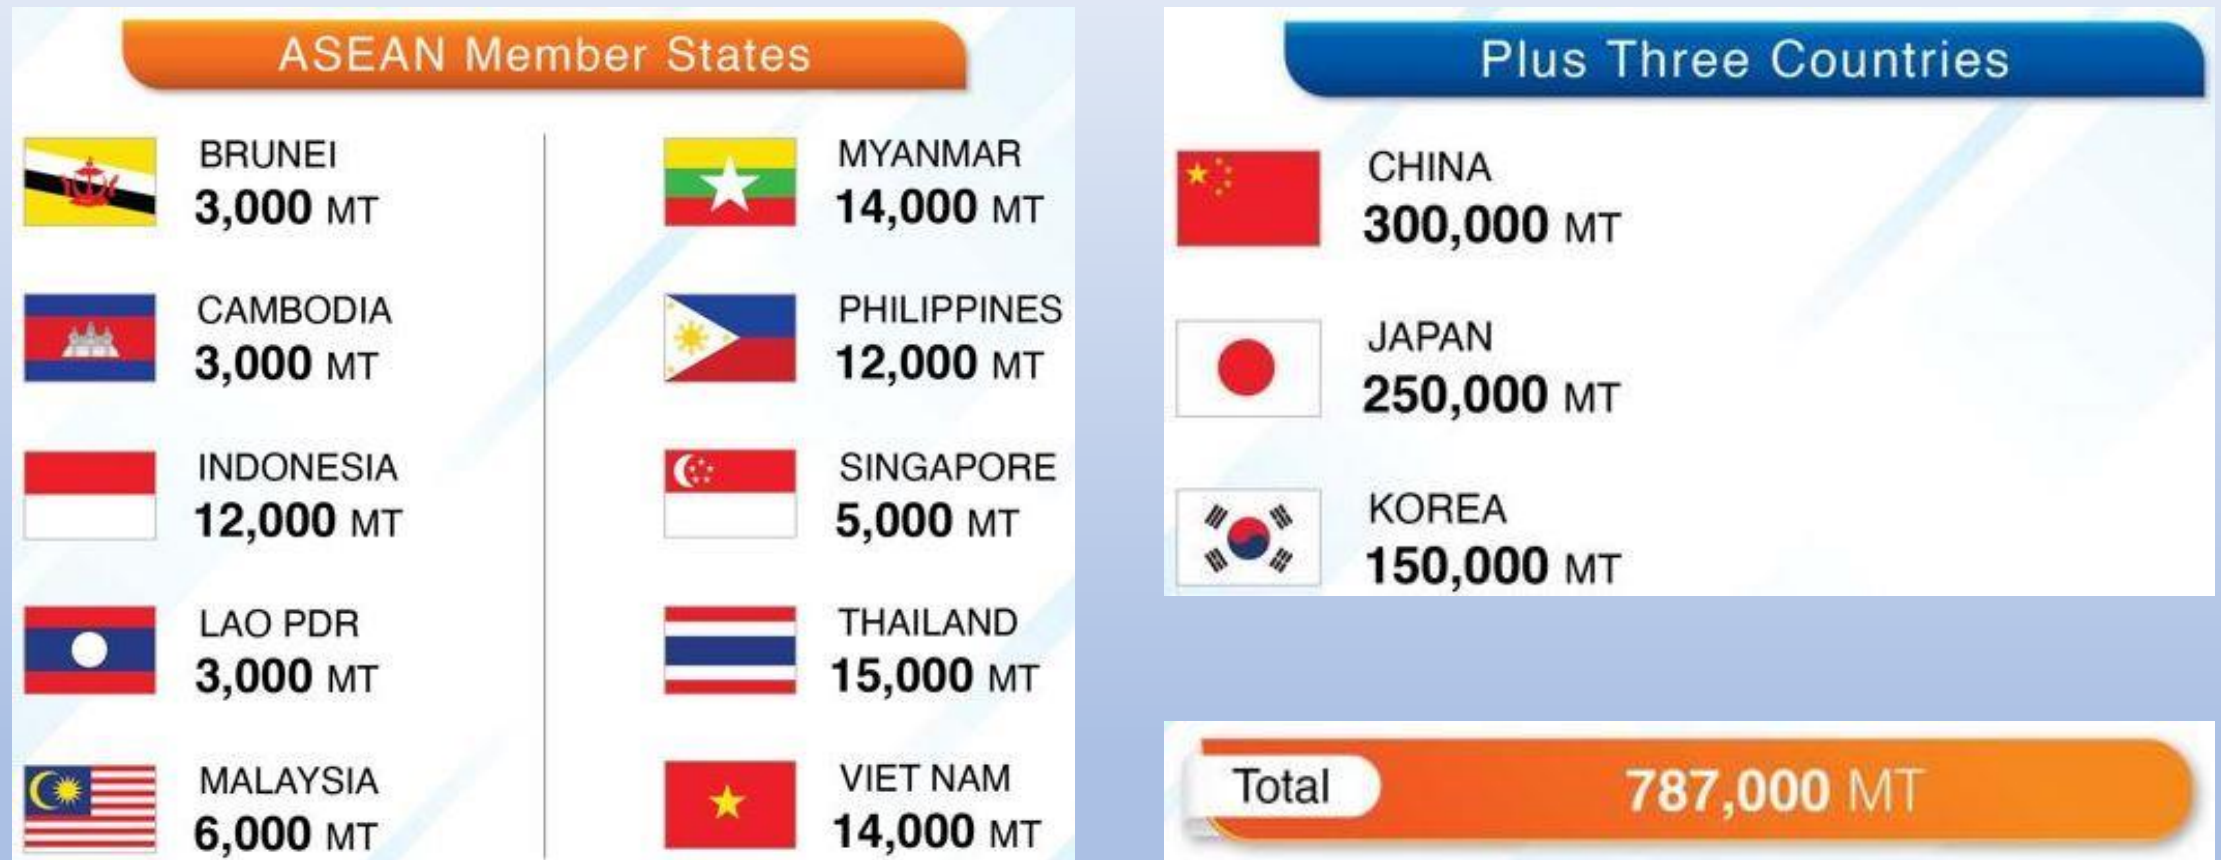 ASEAN Member States
BRUNEI
3,000 MT
CAMBODIA
3,000 MT
INDONESIA
12,000 MT
LAO PDR
3,000 MT
MALAYSIA
6,000 MT
MYANMAR
14,000 MT
PHILIPPINES
12,000 MT
SINGAPORE
5,000 MT
THAILAND
15,000 MT
VIET NAM
14,000 MT
Plus Three Countries
CHINA
300,000 MT
JAPAN
250,000 MT
KOREA
150,000 MT
Total 787,000 MT